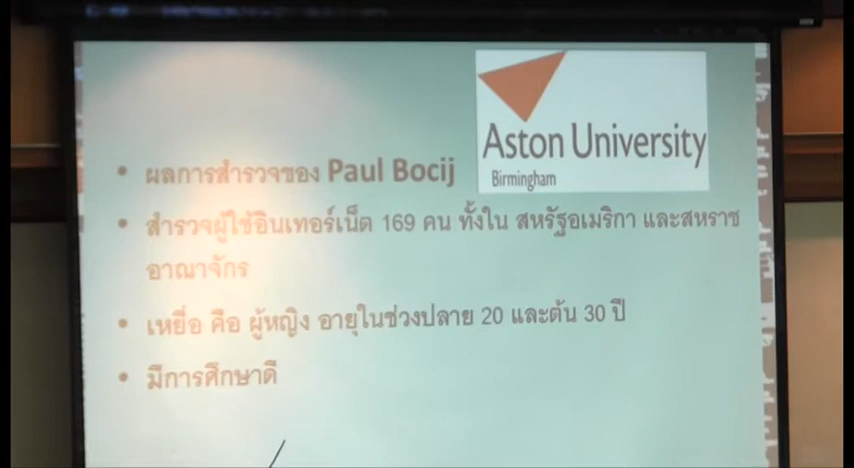 Aston University
Birmingham
• ผลการสำรวจของ Paul Bocij
• สำรวจผู้ใช้อินเทอร์เน็ต 169 คน ทั้งใน สหรัฐอเมริกา และสหราช
อาณาจักร
• เหยื่อ คือ ผู้หญิง อายุในช่วงปลาย 20 และต้น 30 ปี
• มีการศึกษาดี